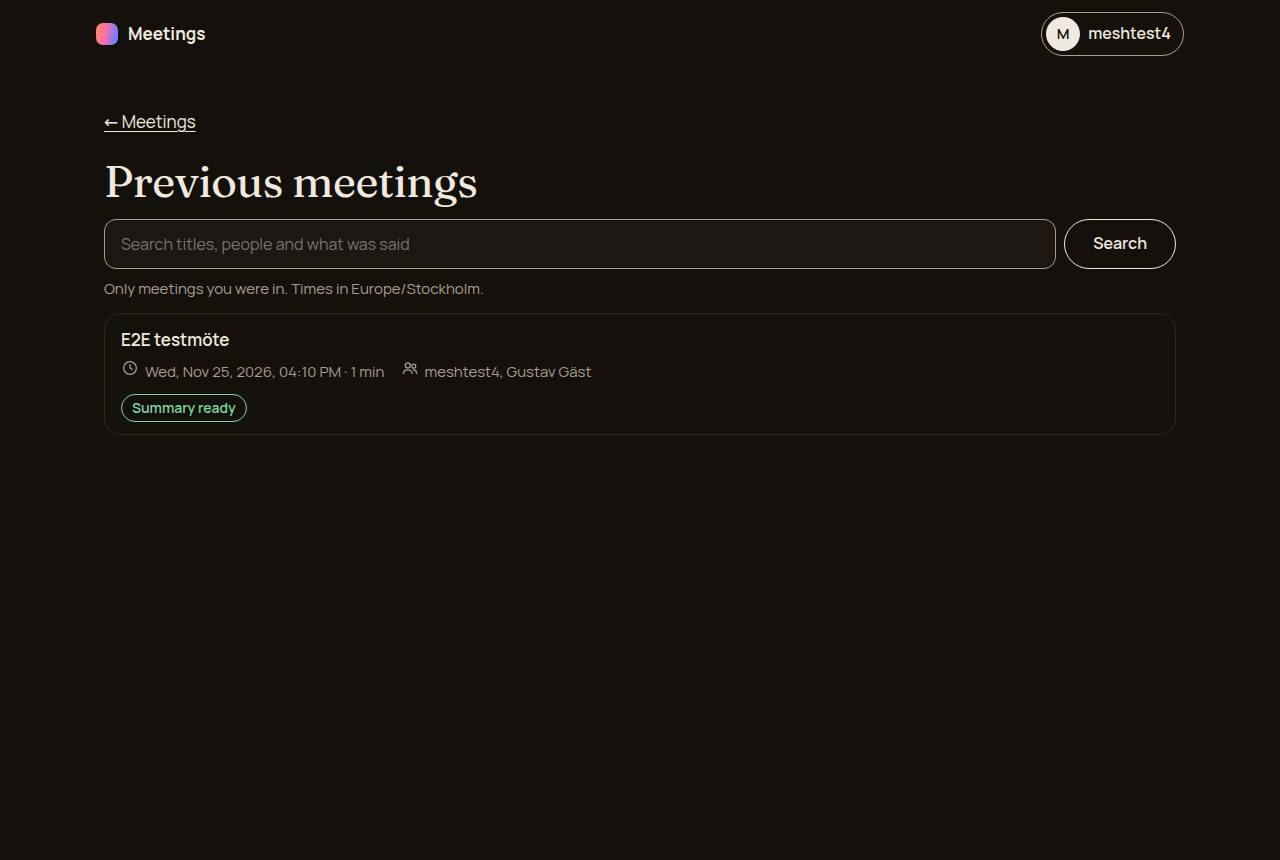 Meetings
M meshtest4
← Meetings
Previous meetings
Search titles, people and what was said
Search
Only meetings you were in. Times in Europe/Stockholm.
E2E testmöte
Wed, Nov 25, 2026, 04:10 PM · 1 min meshtest4, Gustav Gäst
Summary ready